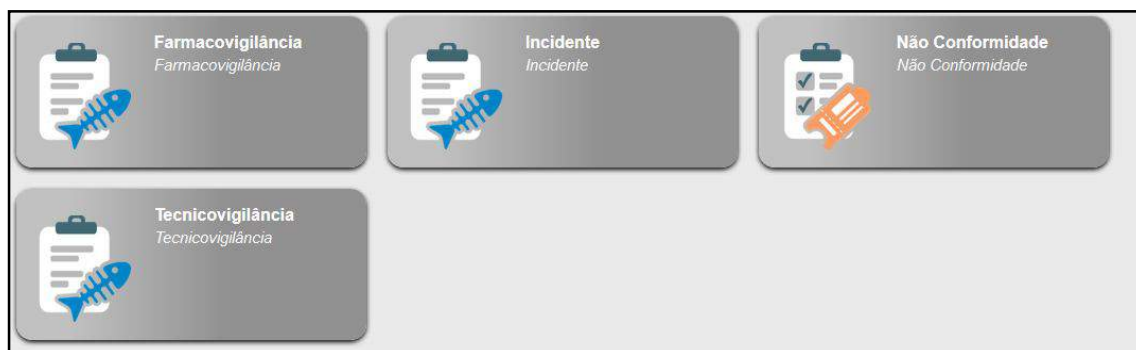 Farmacovigilância
Farmacovigilância
Incidente
Incidente
Não Conformidade
Não Conformidade
Tecnicovigilância
Tecnicovigilância